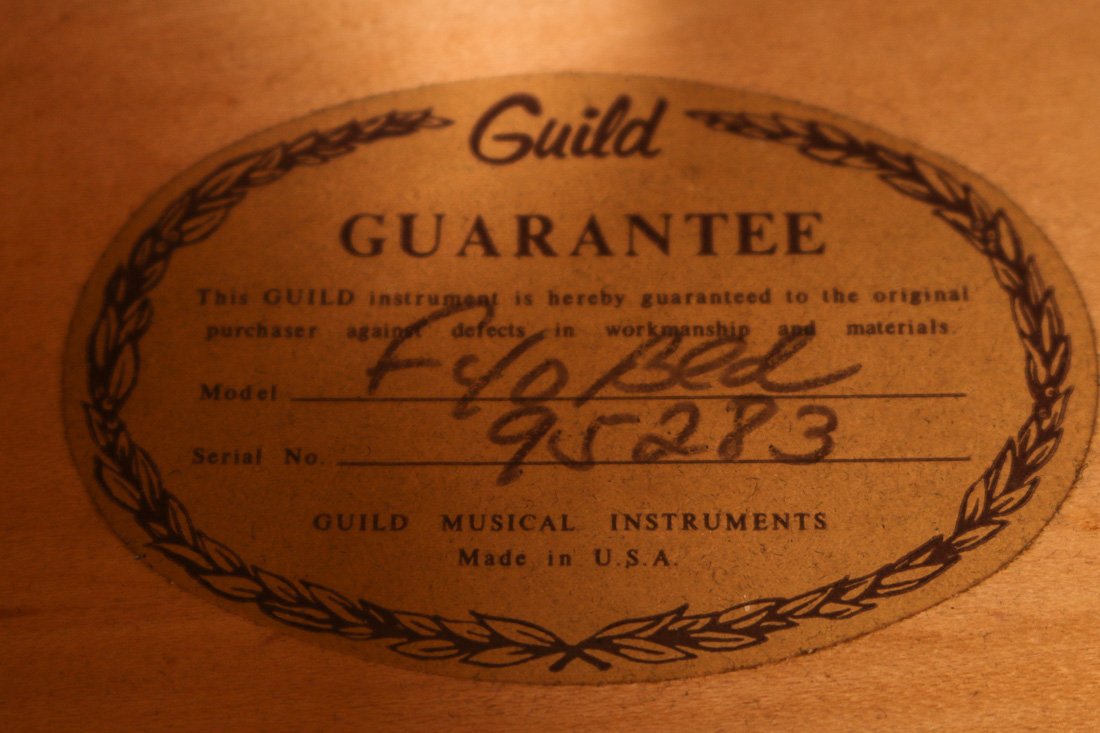 Guild
GUARANTEE
This GUILD instrument is hereby guaranteed to the original
purchaser against defects in workmanship and materials.
Model F40 Bld
Serial No. 95283
GUILD MUSICAL INSTRUMENTS
Made in U.S.A.